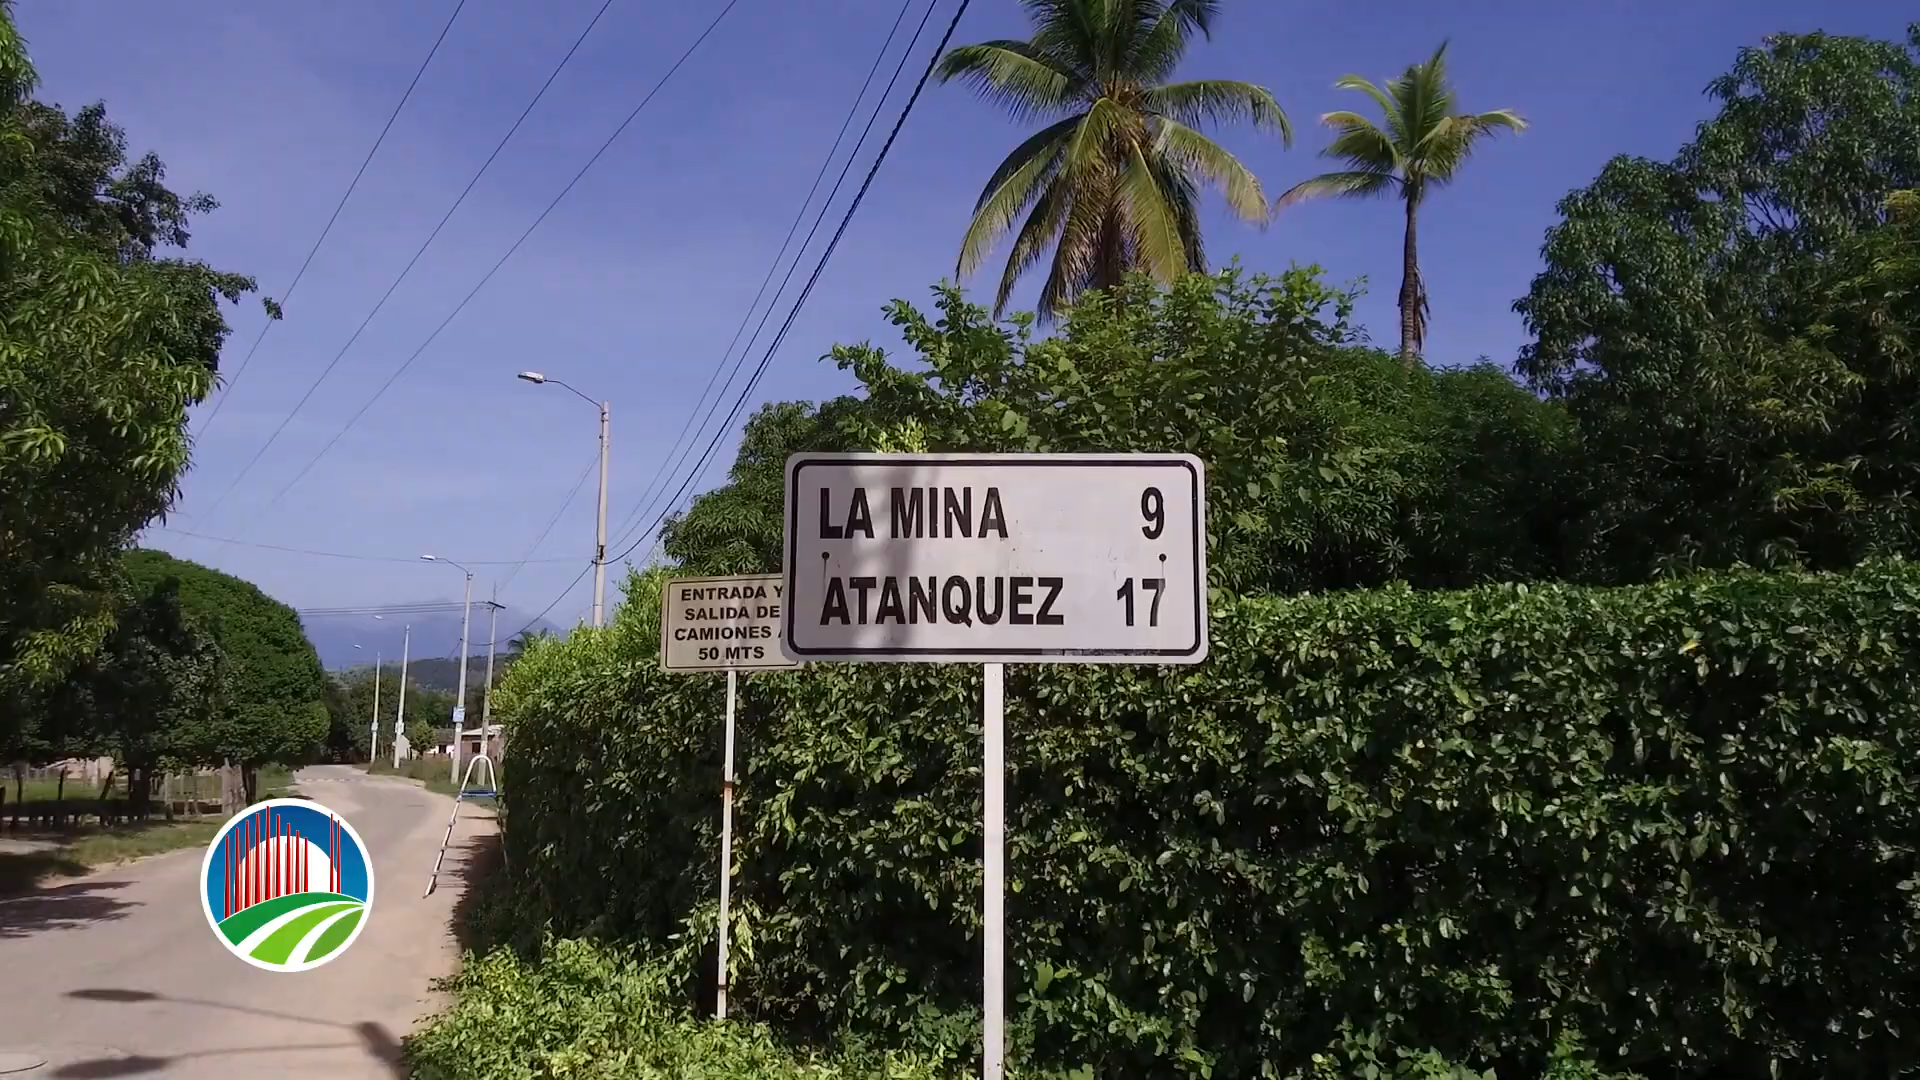 LA MINA 9
ATANQUEZ 17
ENTRADA Y
SALIDA DE
CAMIONES
50 MTS